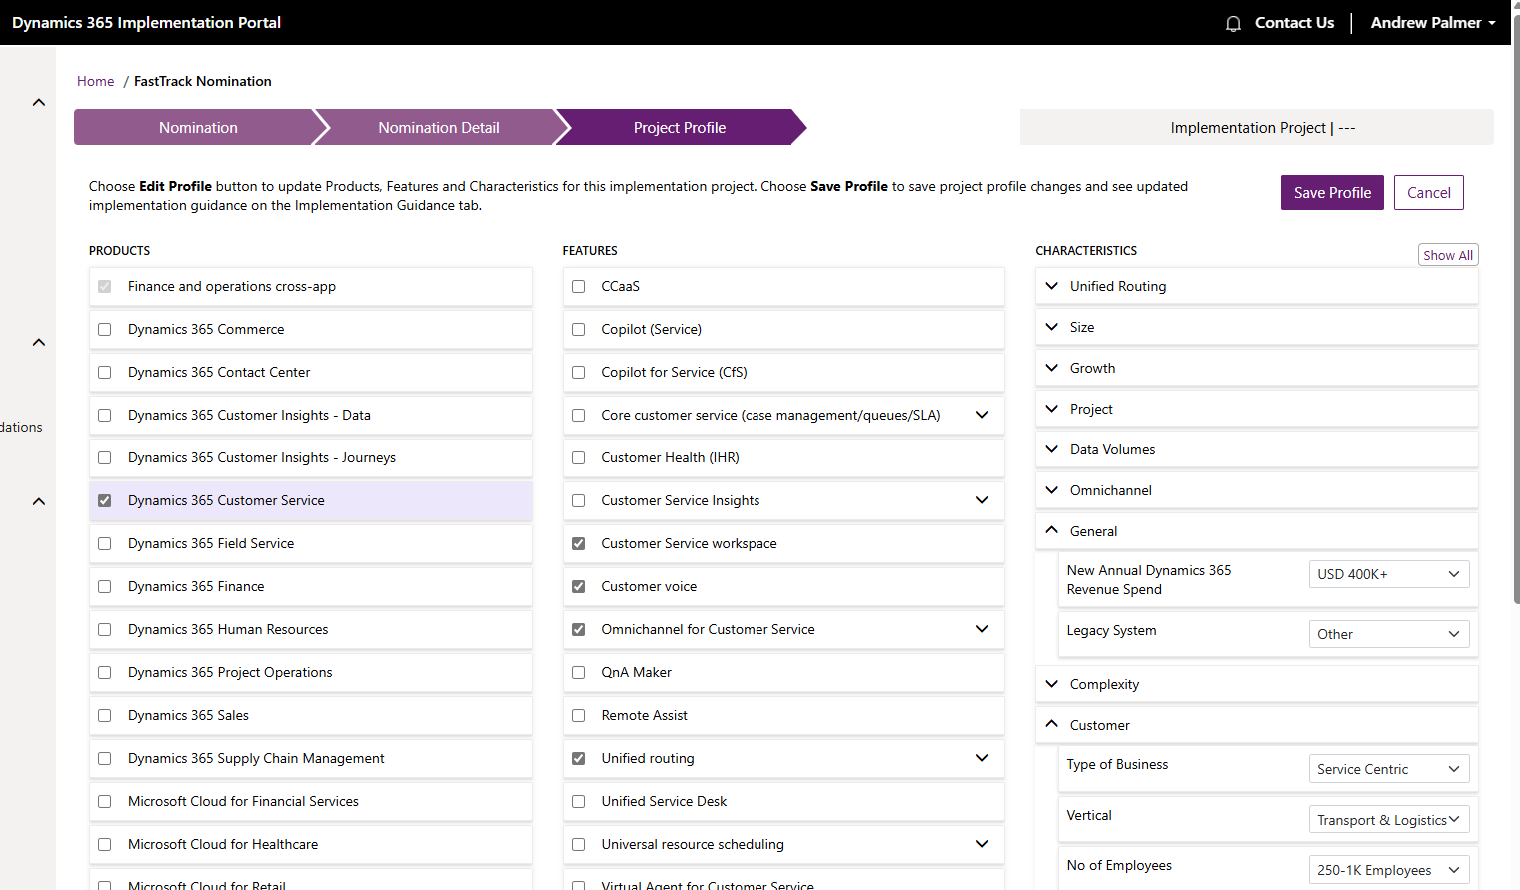 Dynamics 365 Implementation Portal
Contact Us
Andrew Palmer
Home / FastTrack Nomination
Nomination
Nomination Detail
Project Profile
Implementation Project | ---
Choose Edit Profile button to update Products, Features and Characteristics for this implementation project. Choose Save Profile to save project profile changes and see updated
implementation guidance on the Implementation Guidance tab.
Save Profile
Cancel
dations
PRODUCTS
Finance and operations cross-app
Dynamics 365 Commerce
Dynamics 365 Contact Center
Dynamics 365 Customer Insights - Data
Dynamics 365 Customer Insights - Journeys
Dynamics 365 Customer Service
Dynamics 365 Field Service
Dynamics 365 Finance
Dynamics 365 Human Resources
Dynamics 365 Project Operations
Dynamics 365 Sales
Dynamics 365 Supply Chain Management
Microsoft Cloud for Financial Services
Microsoft Cloud for Healthcare
Microsoft Cloud for Retail
FEATURES
CCaaS
Copilot (Service)
Copilot for Service (CfS)
Core customer service (case management/queues/SLA)
Customer Health (IHR)
Customer Service Insights
Customer Service workspace
Customer voice
Omnichannel for Customer Service
QnA Maker
Remote Assist
Unified routing
Unified Service Desk
Universal resource scheduling
Virtual Agent for Customer Service
CHARACTERISTICS
Show All
Unified Routing
Size
Growth
Project
Data Volumes
Omnichannel
General
New Annual Dynamics 365
Revenue Spend
USD 400K+
Legacy System
Other
Complexity
Customer
Type of Business
Service Centric
Vertical
Transport & Logistics
No of Employees
250-1K Employees